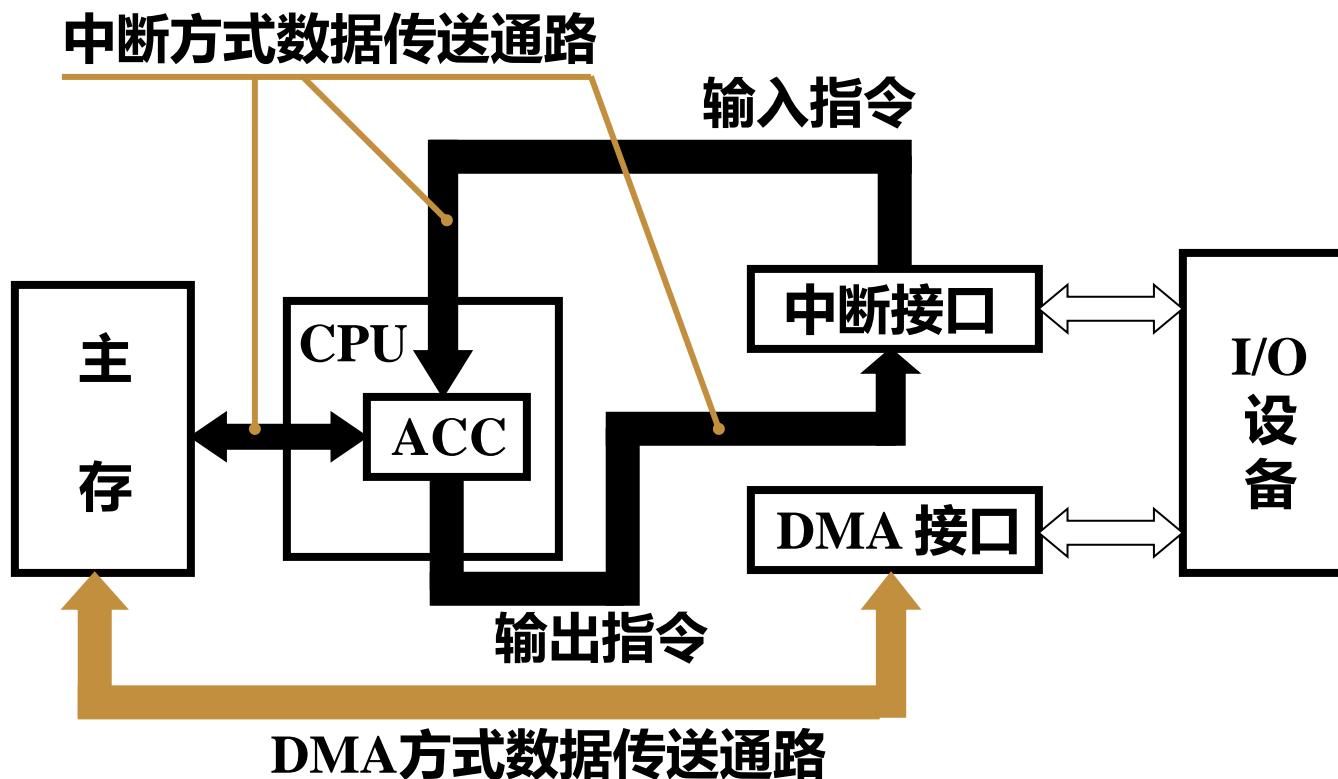 中断方式数据传送通路
输入指令
主
存
CPU
ACC
中断接口
I/O
设
备
DMA 接口
输出指令
DMA方式数据传送通路